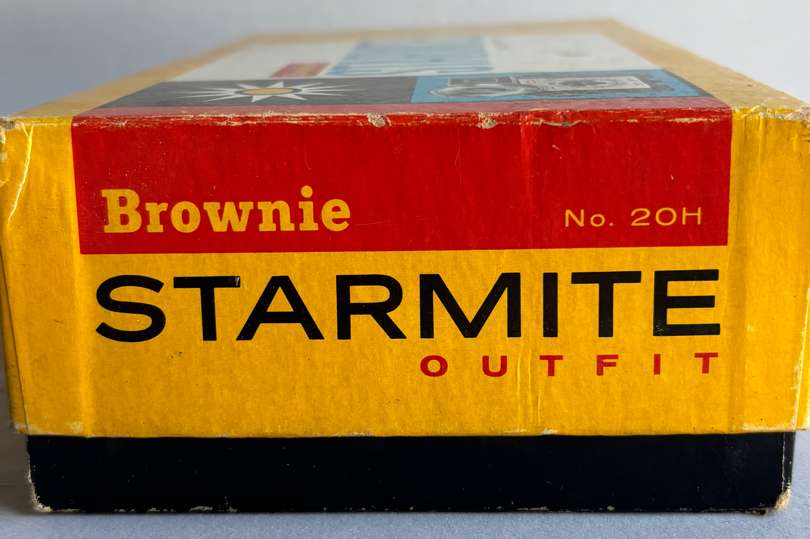 Brownie
No. 20H
STARMITE
OUTFIT